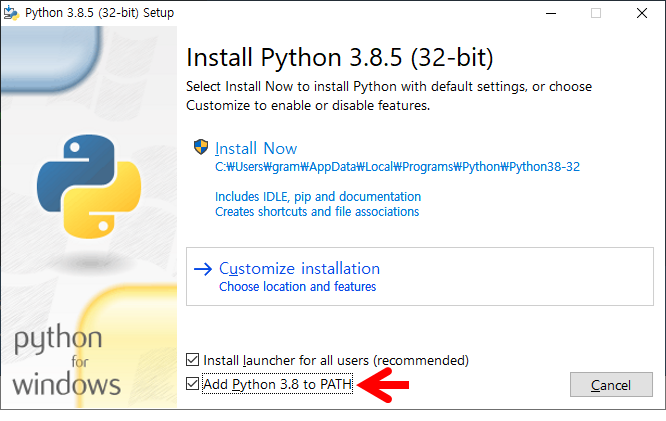 Python 3.8.5 (32-bit) Setup
Install Python 3.8.5 (32-bit)
Select Install Now to install Python with default settings, or choose
Customize to enable or disable features.
Install Now
C:₩Users₩gram₩AppData₩Local₩Programs₩Python₩Python38-32
Includes IDLE, pip and documentation
Creates shortcuts and file associations
Customize installation
Choose location and features
python
for
windows
Install launcher for all users (recommended)
Add Python 3.8 to PATH
Cancel